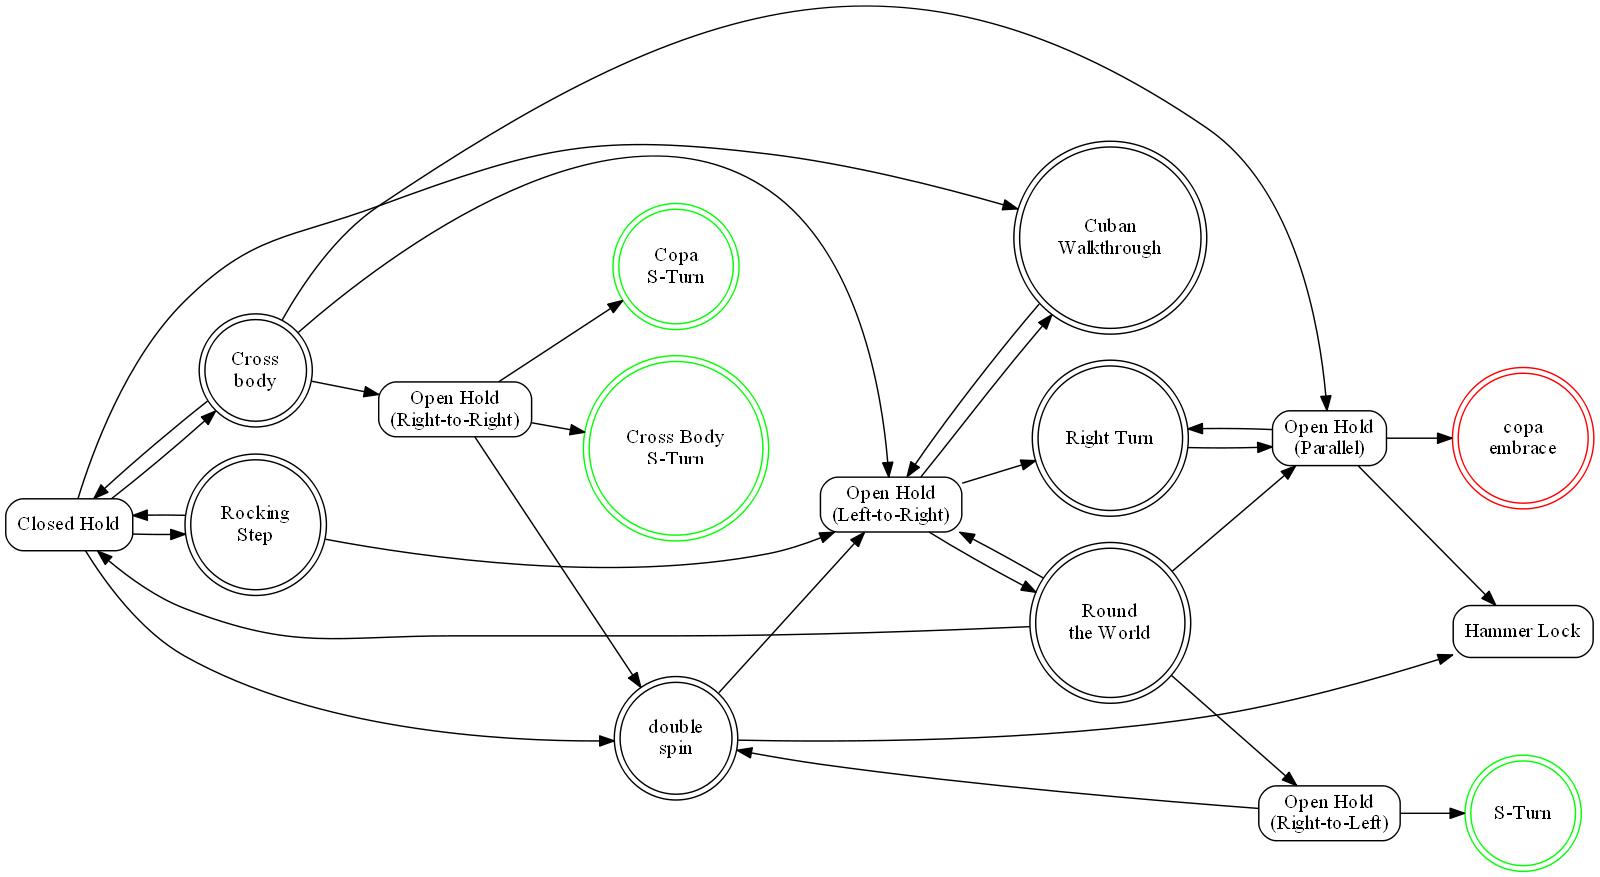 Cuban
Walkthrough
Copa
S-Turn
Cross
body
Open Hold
(Right-to-Right)
Cross Body
S-Turn
Right Turn
Open Hold
(Parallel)
copa
embrace
Closed Hold
Rocking
Step
Open Hold
(Left-to-Right)
Round
the World
Hammer Lock
double
spin
Open Hold
(Right-to-Left)
S-Turn